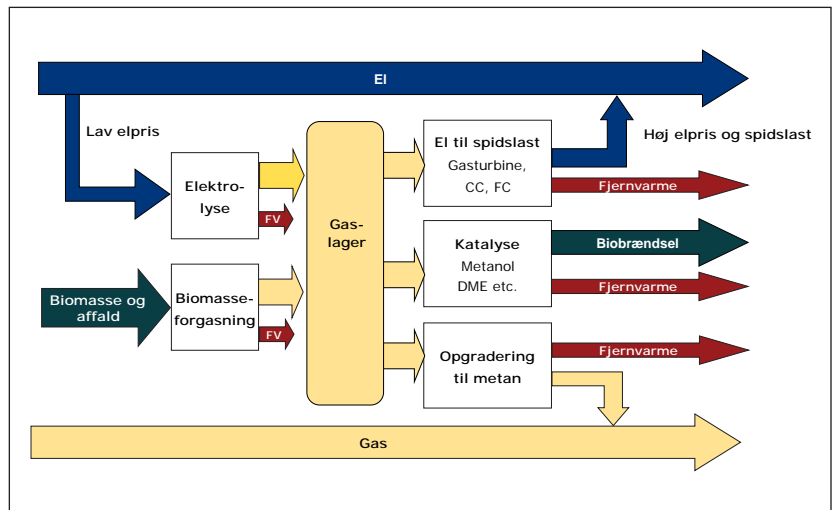 El
Lav elpris
Elektro-
lyse
FV
Biomasse og
affald
Biomasse-
forgasning
FV
Gas-
lager
El til spidslast
Gasturbine,
CC, FC
Høj elpris og spidslast
Fjernvarme
Katalyse
Metanol
DME etc.
Biobrændsel
Fjernvarme
Opgradering
til metan
Fjernvarme
Gas